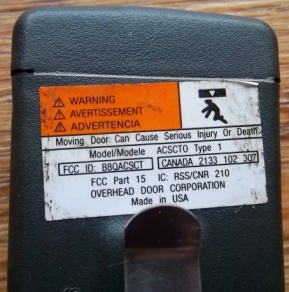 WARNING
AVERTISSEMENT
ADVERTENCIA
Moving Door Can Cause Serious Injury Or Death
Model/Modele ACSCTO Type 1
FCC ID: B8QACSCT CANADA 2133 102 307
FCC Part 15 IC: RSS/CNR 210
OVERHEAD DOOR CORPORATION
Made in USA